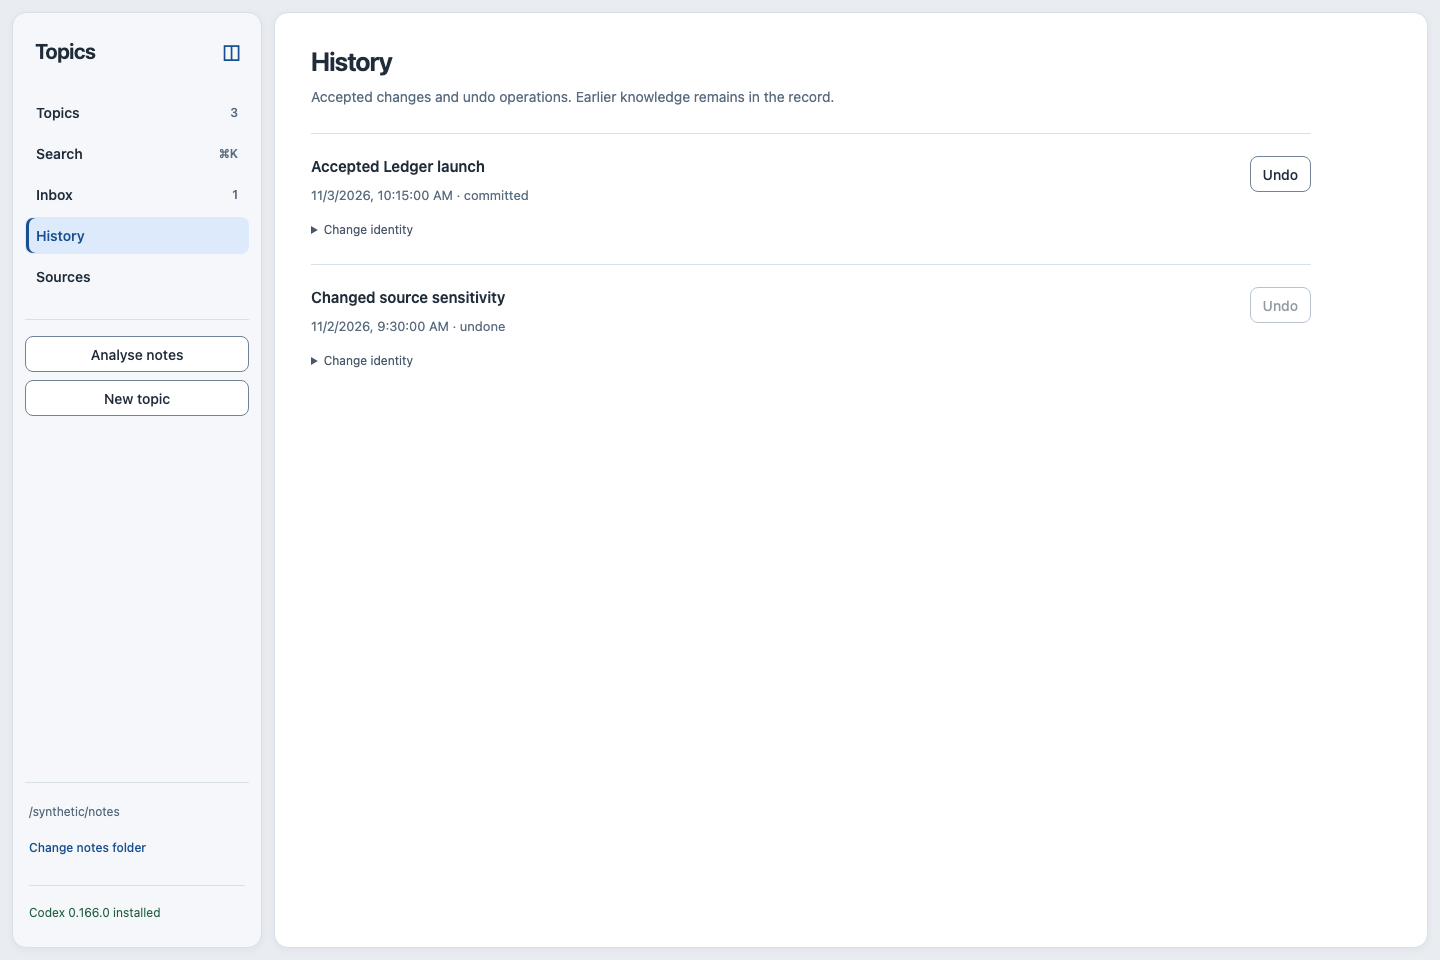 Topics
Topics 3
Search ⌘K
Inbox 1
History
Sources
Analyse notes
New topic
/synthetic/notes
Change notes folder
Codex 0.166.0 installed
History
Accepted changes and undo operations. Earlier knowledge remains in the record.
Accepted Ledger launch
Undo
11/3/2026, 10:15:00 AM · committed
Change identity
Changed source sensitivity
Undo
11/2/2026, 9:30:00 AM · undone
Change identity